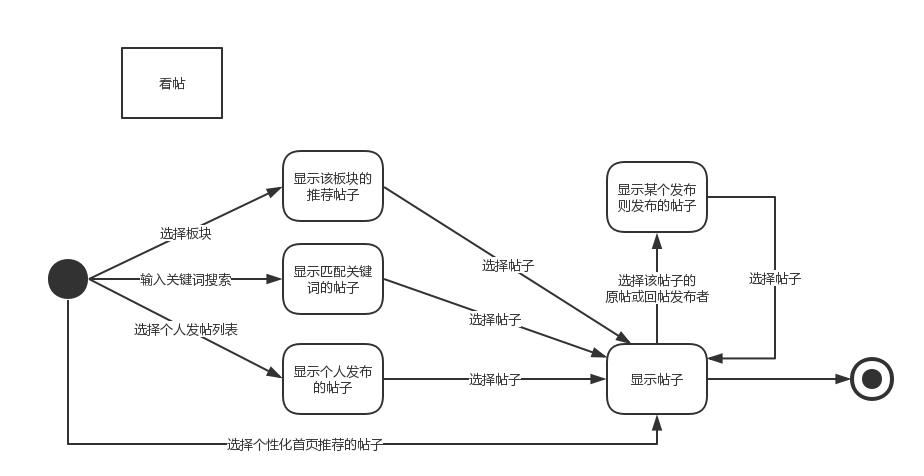 看帖
显示该板块的
推荐帖子
显示某个发布
则发布的帖子
选择板块
选择帖子
输入关键词搜索
显示匹配关键
词的帖子
选择该帖子的
原帖或回帖发布者
选择帖子
选择个人发帖列表
选择帖子
显示个人发布
的帖子
选择帖子
显示帖子
选择个性化首页推荐的帖子